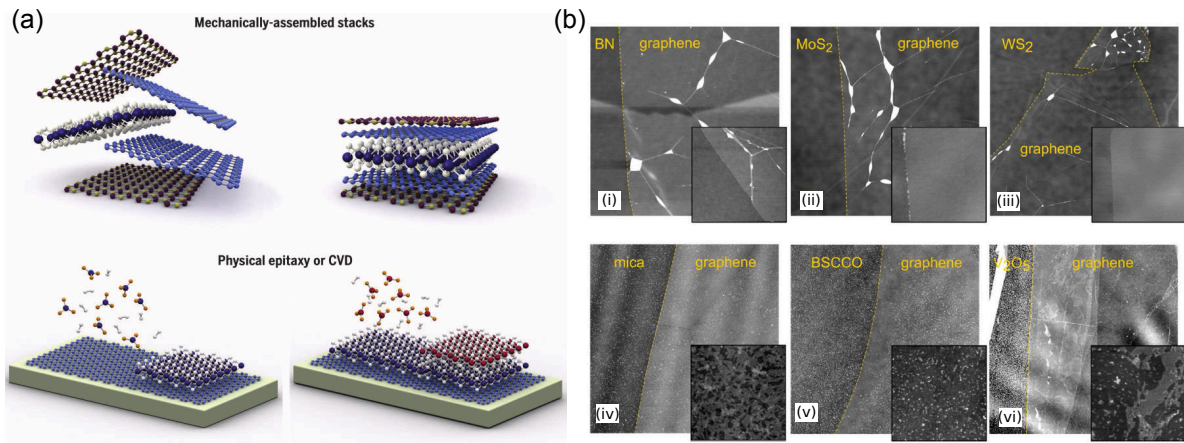 (a)
Mechanically-assembled stacks
Physical epitaxy or CVD
(b)
BN
graphene
(i)
MoS₂
graphene
(ii)
WS₂
graphene
(iii)
mica
graphene
(iv)
BSCCO
graphene
(v)
V₂O₅
graphene
(vi)